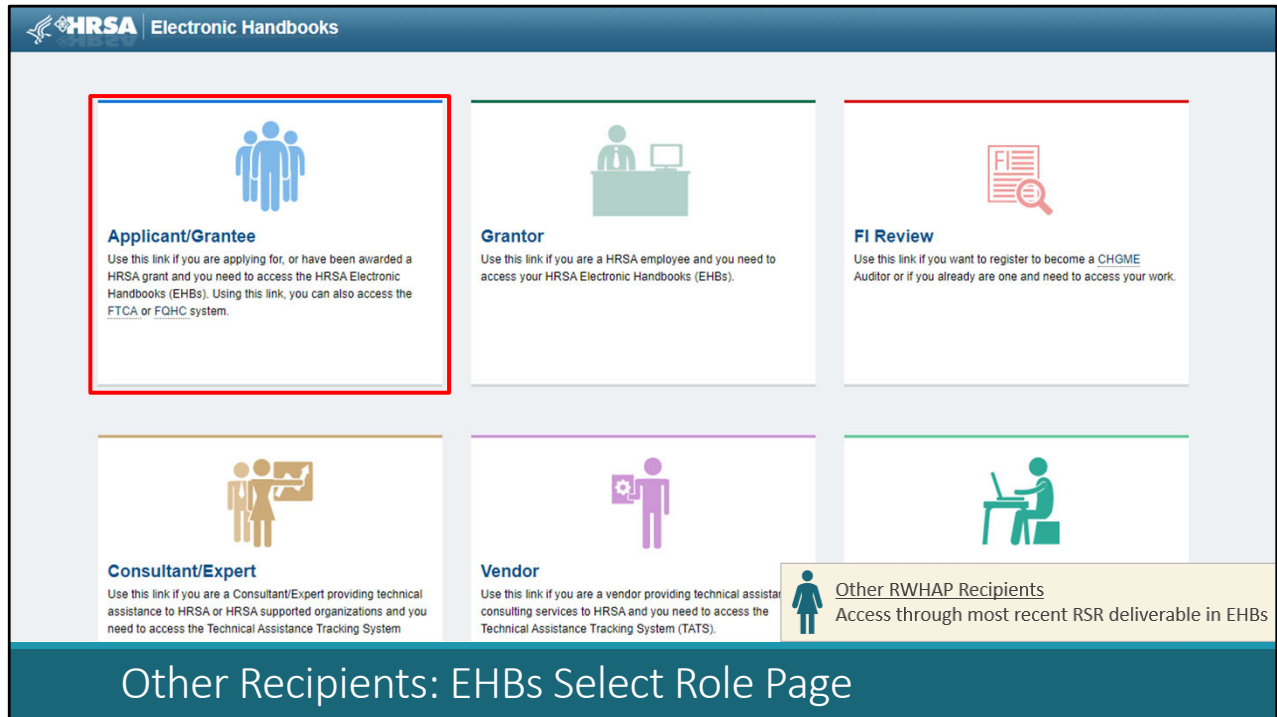 HRSA Electronic Handbooks
FI
Applicant/Grantee
Use this link if you are applying for, or have been awarded a
HRSA grant and you need to access the HRSA Electronic
Handbooks (EHBs). Using this link, you can also access the
FTCA or FQHC system.
Grantor
Use this link if you are a HRSA employee and you need to
access your HRSA Electronic Handbooks (EHBs).
FI Review
Use this link if you want to register to become a CHGME
Auditor or if you already are one and need to access your work.
Consultant/Expert
Use this link if you are a Consultant/Expert providing technical
assistance to HRSA or HRSA supported organizations and you
need to access the Technical Assistance Tracking System
Vendor
Use this link if you are a vendor providing technical
consulting services to HRSA and you need to access the
Technical Assistance Tracking System (TATS).
Other RWHAP Recipients
Access through most recent RSR deliverable in EHBs
Other Recipients: EHBs Select Role Page